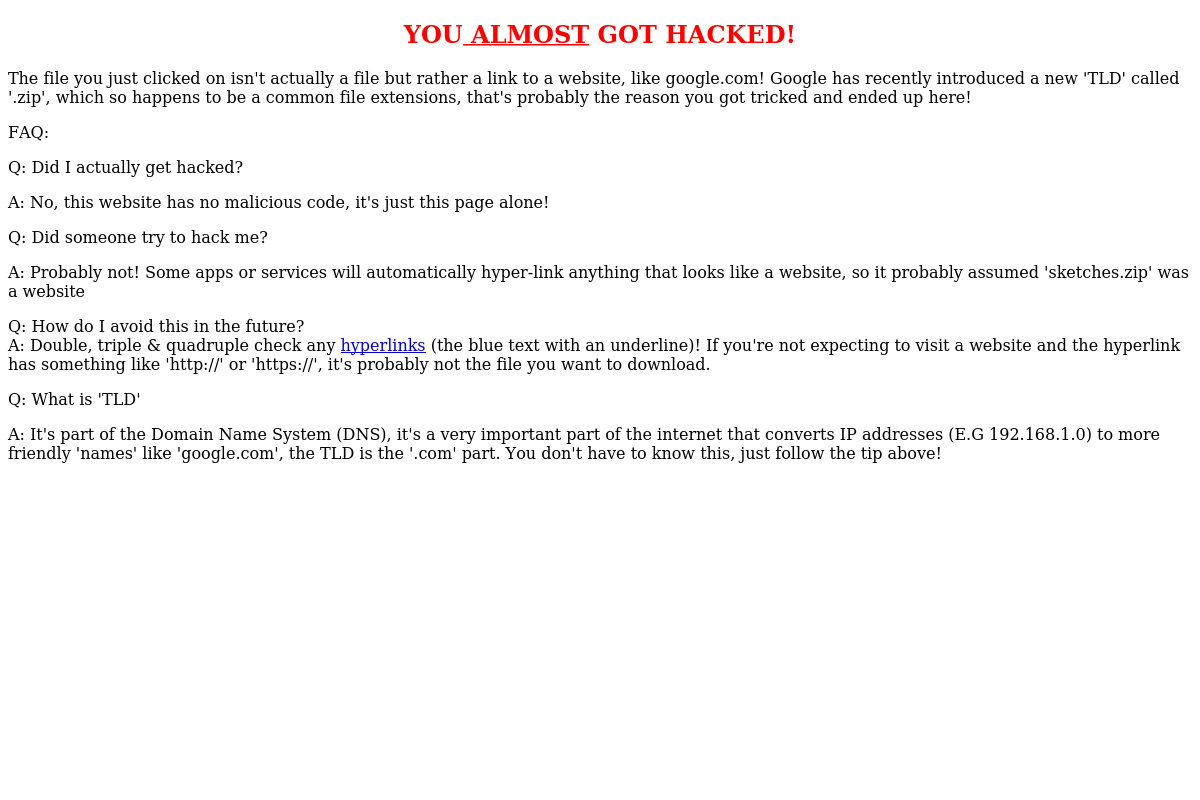 YOU ALMOST GOT HACKED!
The file you just clicked on isn't actually a file but rather a link to a website, like google.com! Google has recently introduced a new 'TLD' called
'.zip', which so happens to be a common file extensions, that's probably the reason you got tricked and ended up here!
FAQ:
Q: Did I actually get hacked?
A: No, this website has no malicious code, it's just this page alone!
Q: Did someone try to hack me?
A: Probably not! Some apps or services will automatically hyper-link anything that looks like a website, so it probably assumed 'sketches.zip' was
a website
Q: How do I avoid this in the future?
A: Double, triple & quadruple check any hyperlinks (the blue text with an underline)! If you're not expecting to visit a website and the hyperlink
has something like 'http://' or 'https://', it's probably not the file you want to download.
Q: What is 'TLD'
A: It's part of the Domain Name System (DNS), it's a very important part of the internet that converts IP addresses (E.G 192.168.1.0) to more
friendly 'names' like 'google.com', the TLD is the '.com' part. You don't have to know this, just follow the tip above!